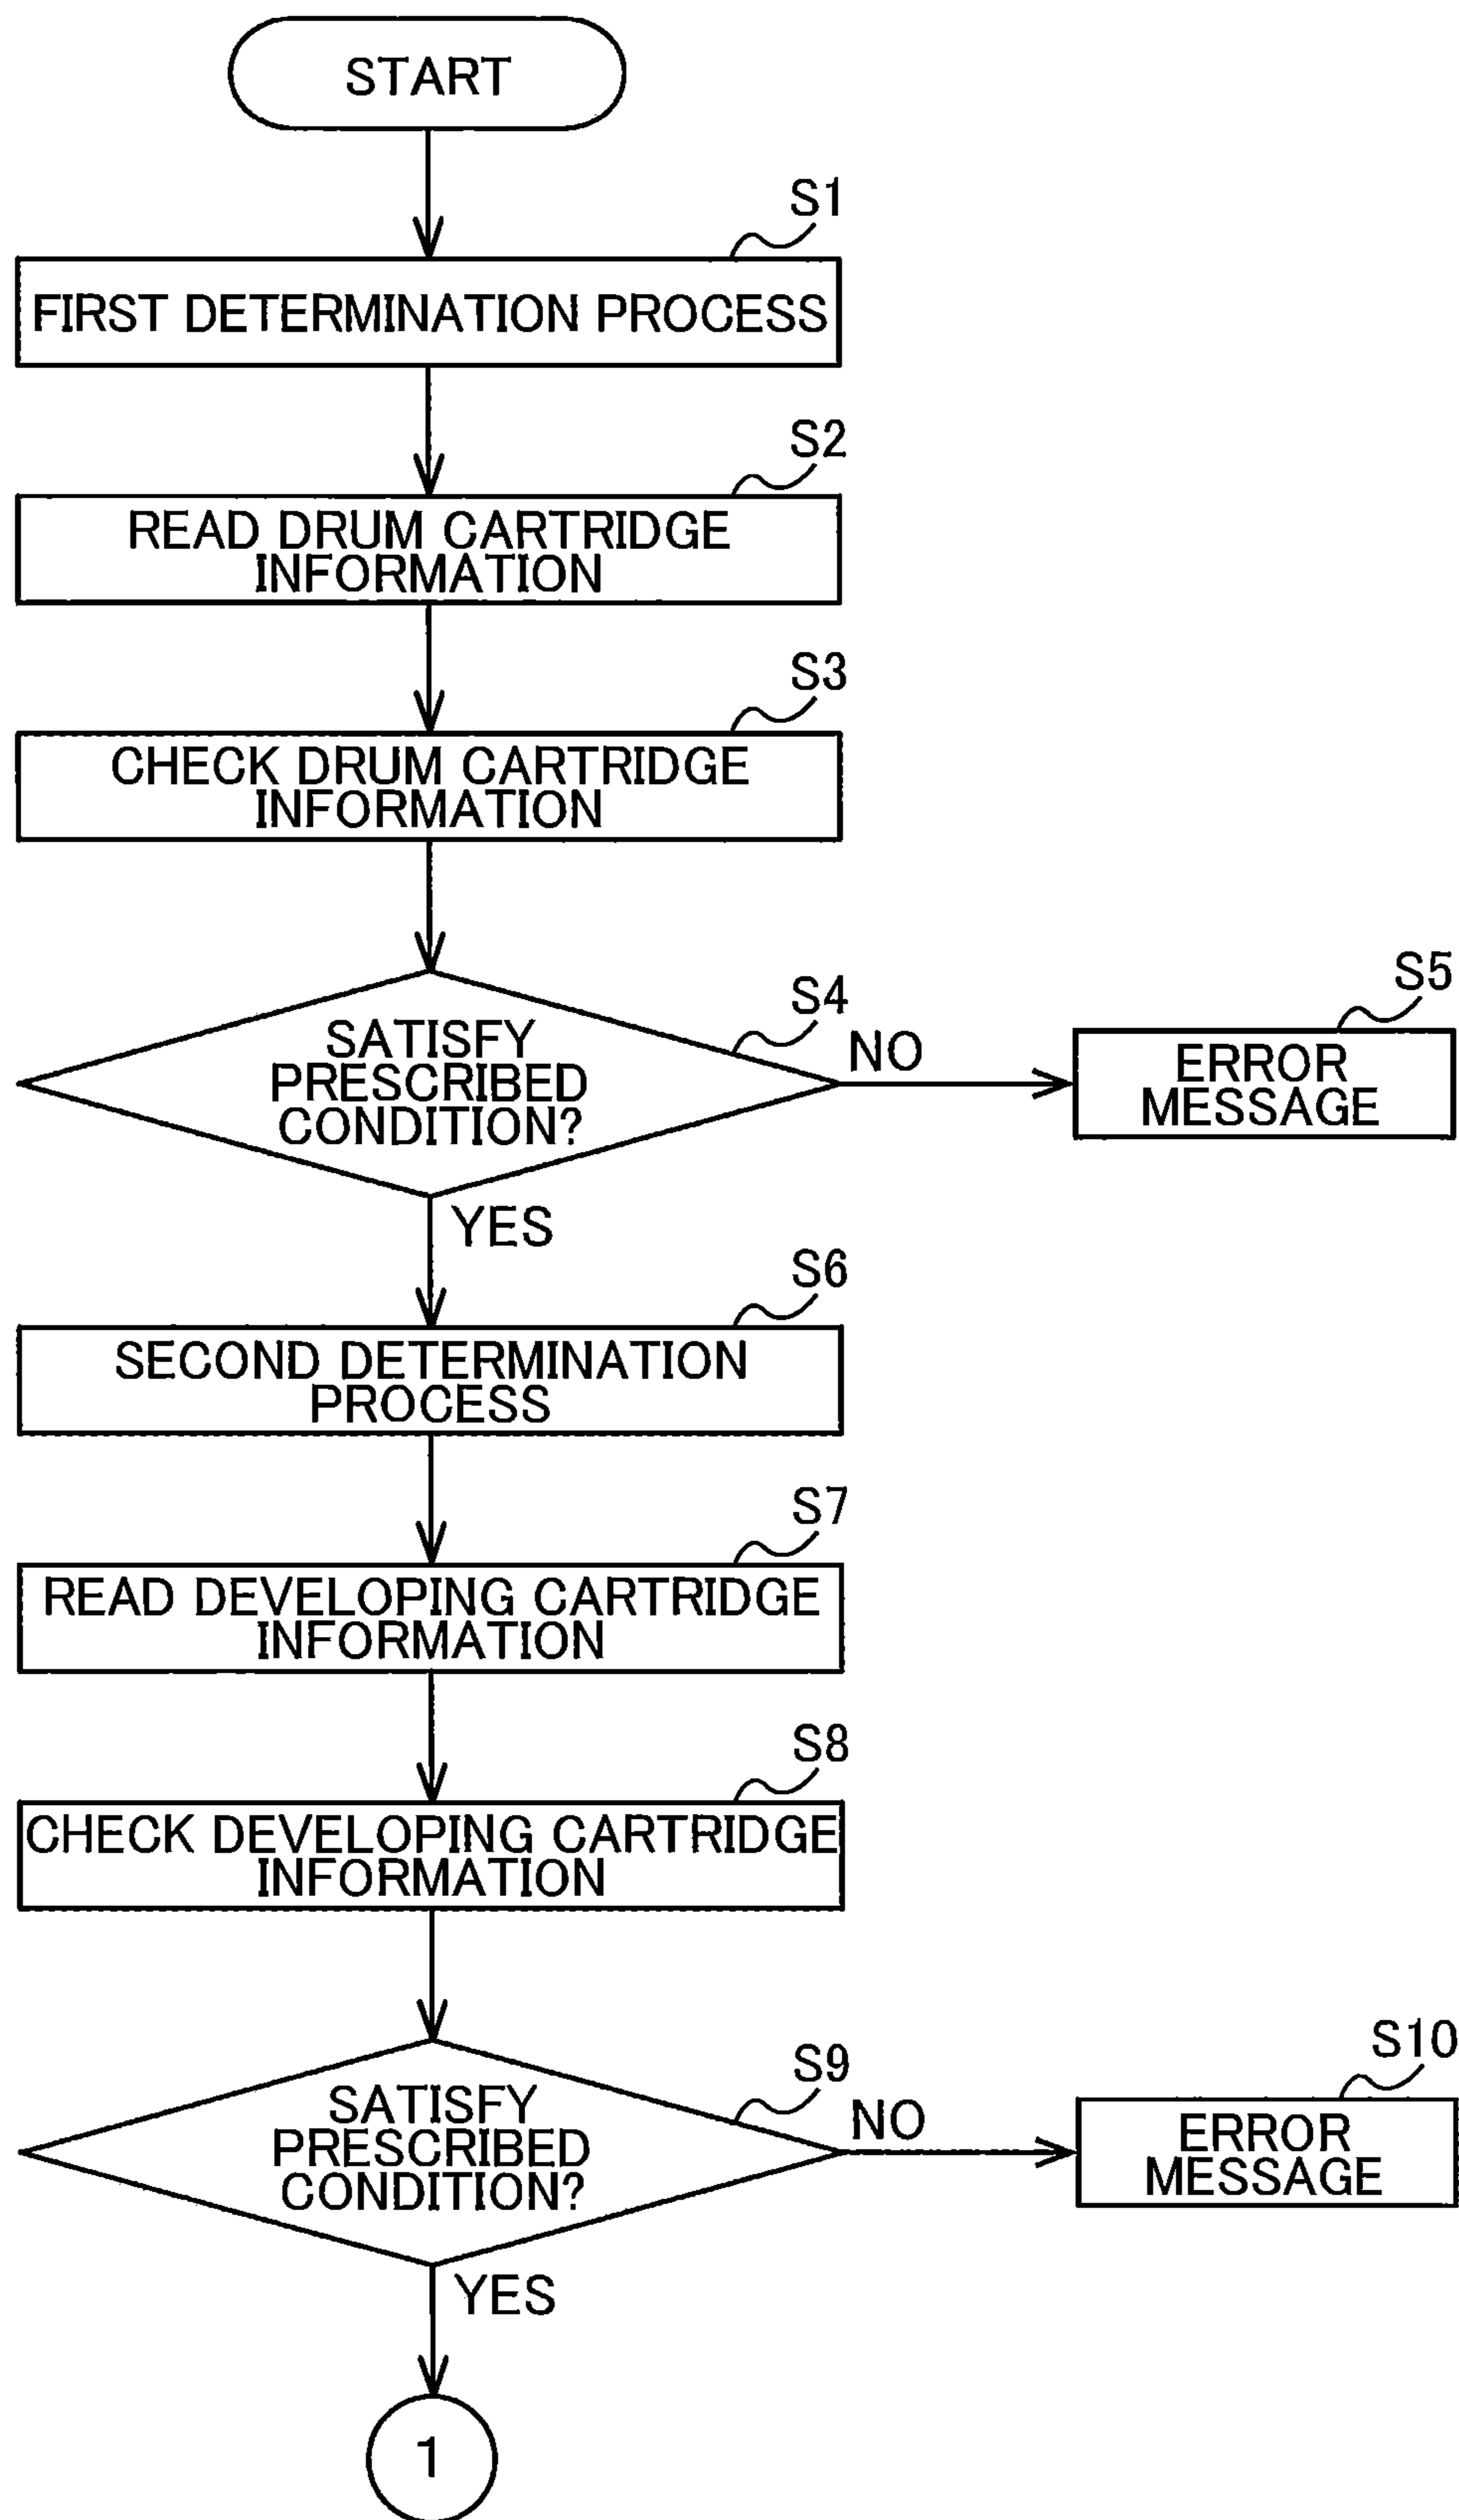 START
S1
FIRST DETERMINATION PROCESS
S2
READ DRUM CARTRIDGE
INFORMATION
S3
CHECK DRUM CARTRIDGE
INFORMATION
S4
SATISFY
PRESCRIBED
CONDITION?
NO
S5
ERROR
MESSAGE
YES
S6
SECOND DETERMINATION
PROCESS
S7
READ DEVELOPING CARTRIDGE
INFORMATION
S8
CHECK DEVELOPING CARTRIDGE
INFORMATION
S9
SATISFY
PRESCRIBED
CONDITION?
NO
S10
ERROR
MESSAGE
YES
1